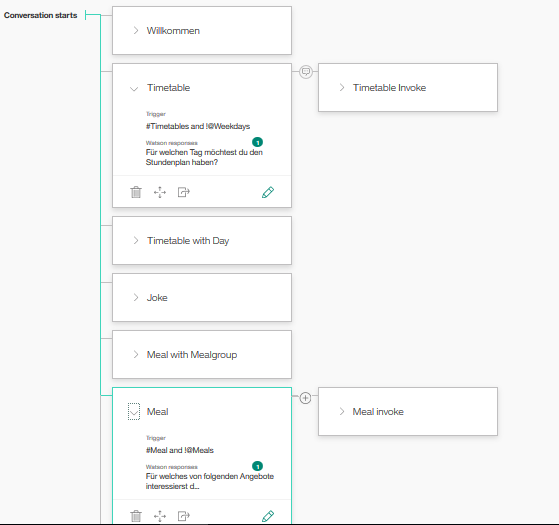 Conversation starts
Willkommen
Timetable
Timetable Invoke
Trigger
#Timetables and !@Weekdays
Watson responses 1
Für welchen Tag möchtest du den
Stundenplan haben?
Timetable with Day
Joke
Meal with Mealgroup
Meal
Meal invoke
Trigger
#Meal and !@Meals
Watson responses 1
Für welches von folgenden Angebote
interessierst d...